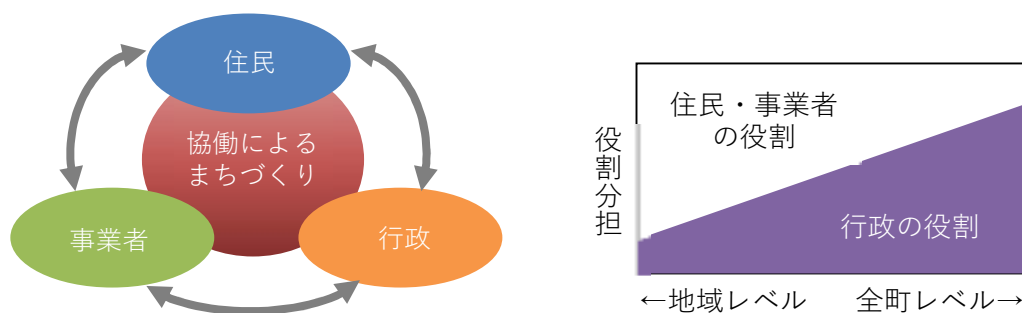 住民
協働による
まちづくり
事業者
行政
役割分担
住民・事業者
の役割
行政の役割
←地域レベル
全町レベル→